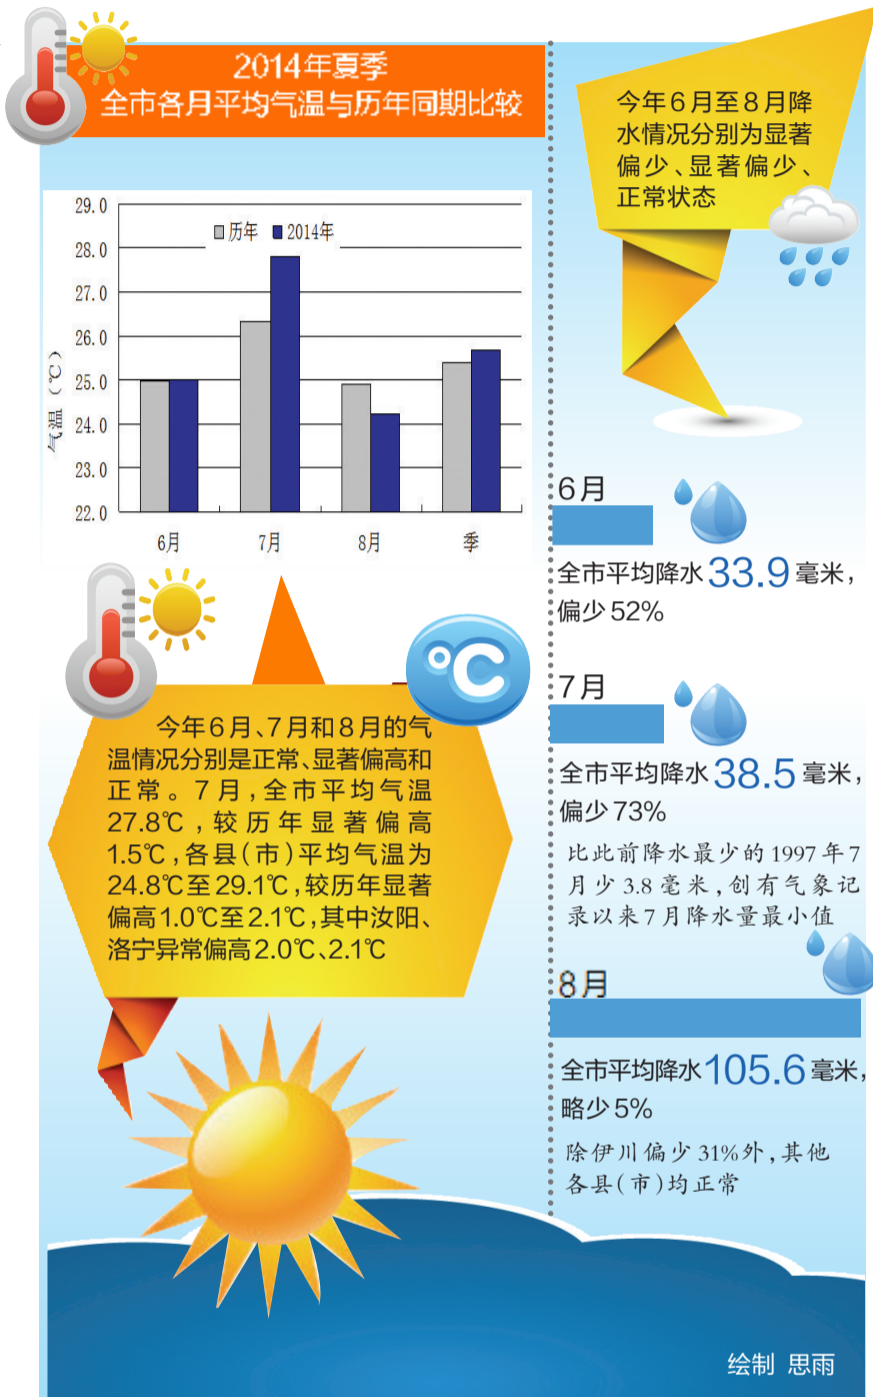 2014年夏季
全市各月平均气温与历年同期比较
29.0
28.0
27.0
26.0
25.0
24.0
23.0
22.0
气温（℃）
历年 2014年
6月 7月 8月 季
今年6月、7月和8月的气
温情况分别是正常、显著偏高和
正常。7月，全市平均气温
27.8℃，较历年显著偏高
1.5℃，各县（市）平均气温为
24.8℃至29.1℃，较历年显著
偏高1.0℃至2.1℃，其中汝阳、
洛宁异常偏高2.0℃、2.1℃
℃
今年6月至8月降
水情况分别为显著
偏少、显著偏少、
正常状态
6月
全市平均降水33.9毫米，
偏少52%
7月
全市平均降水38.5毫米，
偏少73%
比此前降水最少的1997年7
月少3.8毫米，创有气象记
录以来7月降水量最小值
8月
全市平均降水105.6毫米，
略少5%
除伊川偏少31%外，其他
各县（市）均正常
绘制 思雨